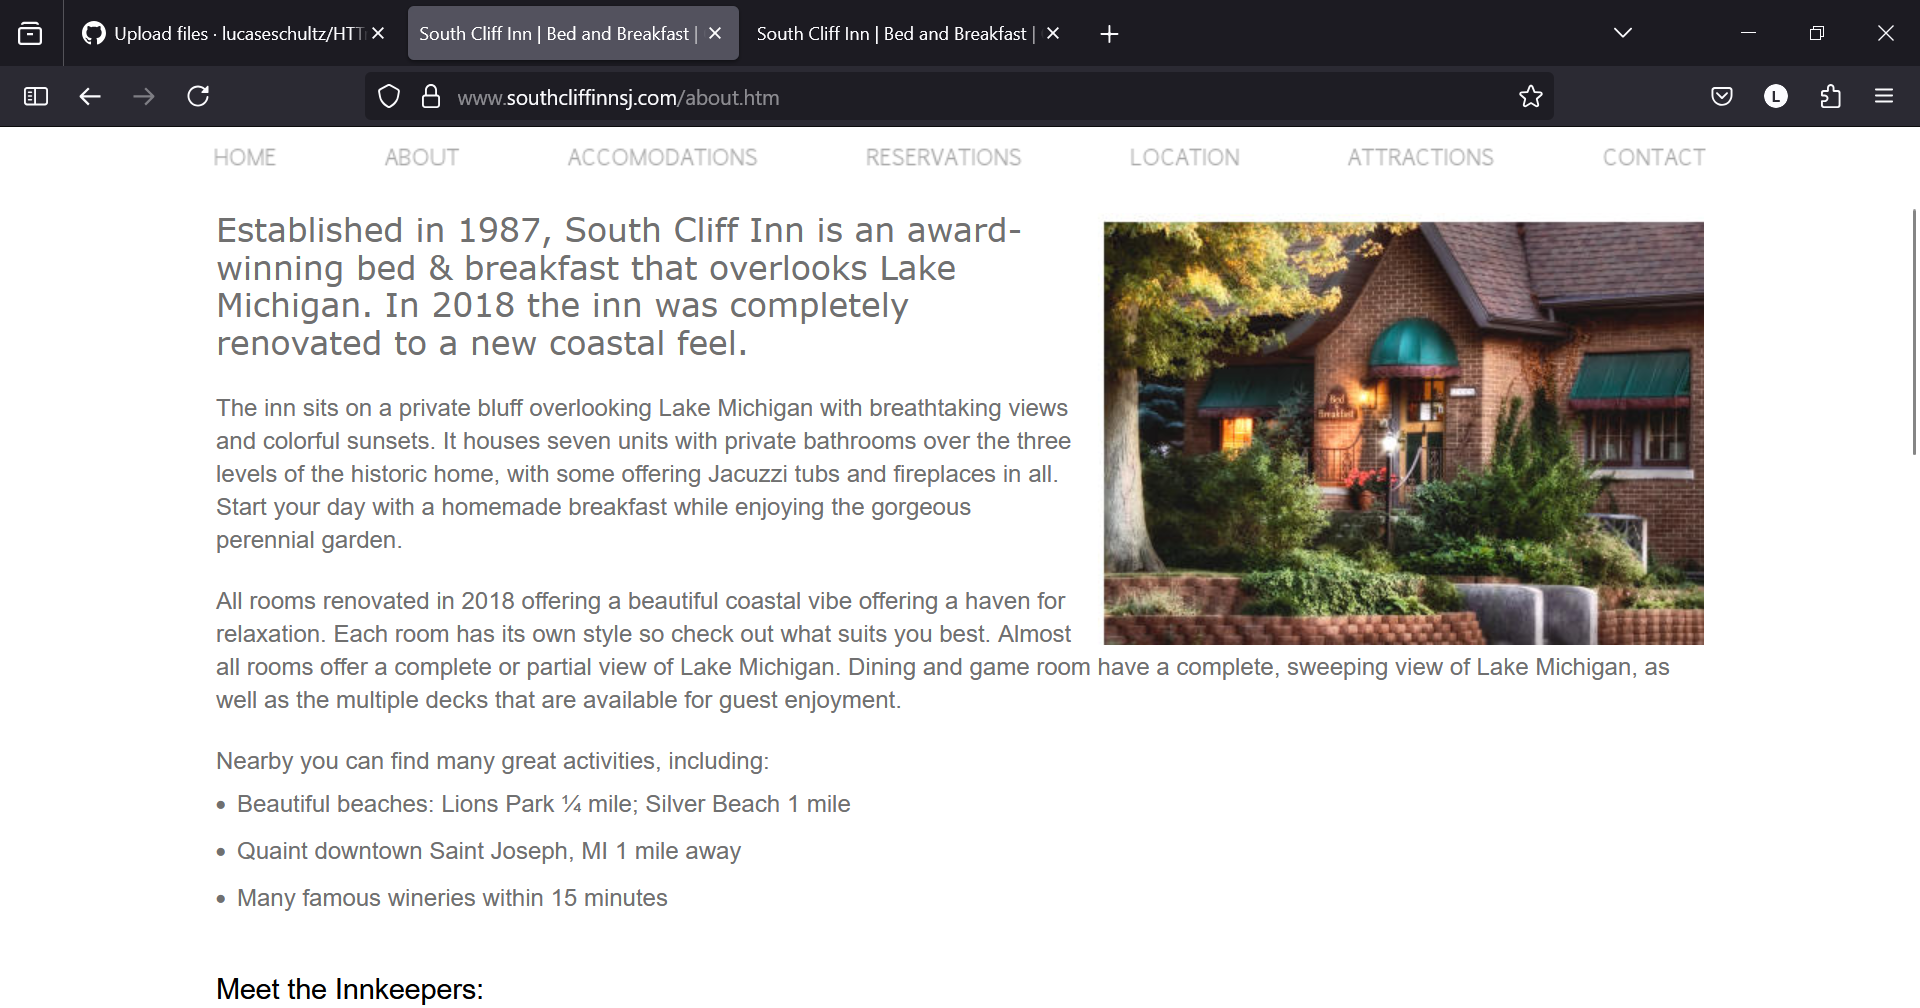 Upload files · lucaseschultz/HTT
South Cliff Inn | Bed and Breakfast |
South Cliff Inn | Bed and Breakfast |
www.southcliffinnsj.com/about.htm
L
HOME ABOUT ACCOMODATIONS RESERVATIONS LOCATION ATTRACTIONS CONTACT
Established in 1987, South Cliff Inn is an award-
winning bed & breakfast that overlooks Lake
Michigan. In 2018 the inn was completely
renovated to a new coastal feel.
Bed
and
Breakfast
The inn sits on a private bluff overlooking Lake Michigan with breathtaking views
and colorful sunsets. It houses seven units with private bathrooms over the three
levels of the historic home, with some offering Jacuzzi tubs and fireplaces in all.
Start your day with a homemade breakfast while enjoying the gorgeous
perennial garden.
All rooms renovated in 2018 offering a beautiful coastal vibe offering a haven for
relaxation. Each room has its own style so check out what suits you best. Almost
all rooms offer a complete or partial view of Lake Michigan. Dining and game room have a complete, sweeping view of Lake Michigan, as
well as the multiple decks that are available for guest enjoyment.
Nearby you can find many great activities, including:
• Beautiful beaches: Lions Park ¼ mile; Silver Beach 1 mile
• Quaint downtown Saint Joseph, MI 1 mile away
• Many famous wineries within 15 minutes
Meet the Innkeepers: